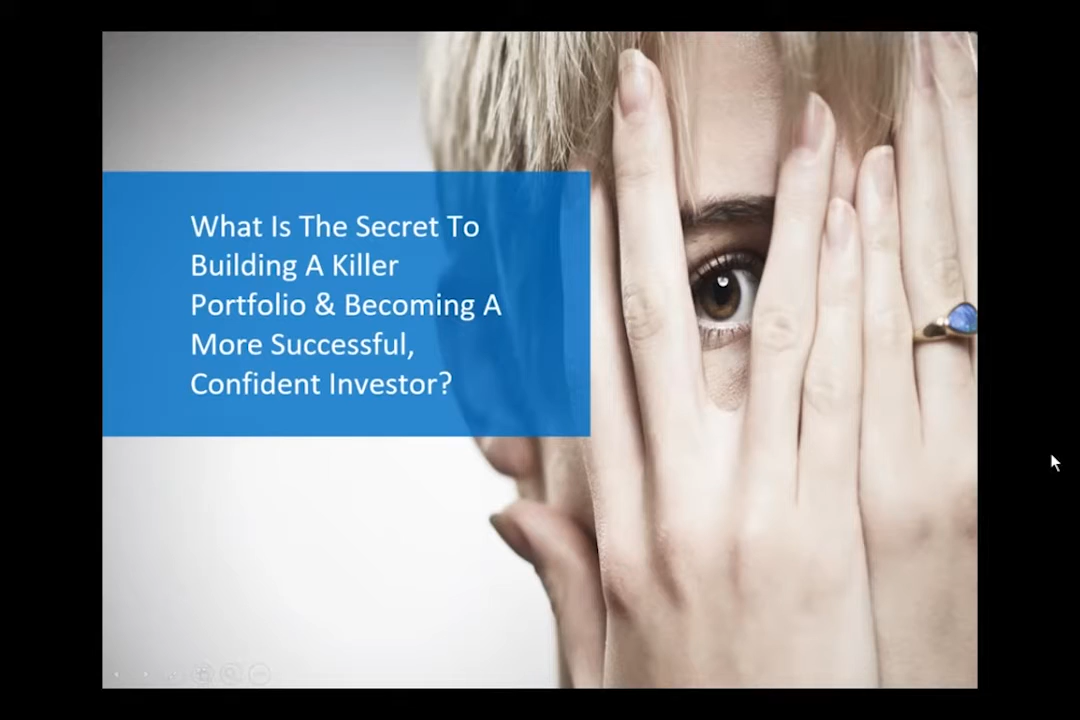 What Is The Secret To
Building A Killer
Portfolio & Becoming A
More Successful,
Confident Investor?